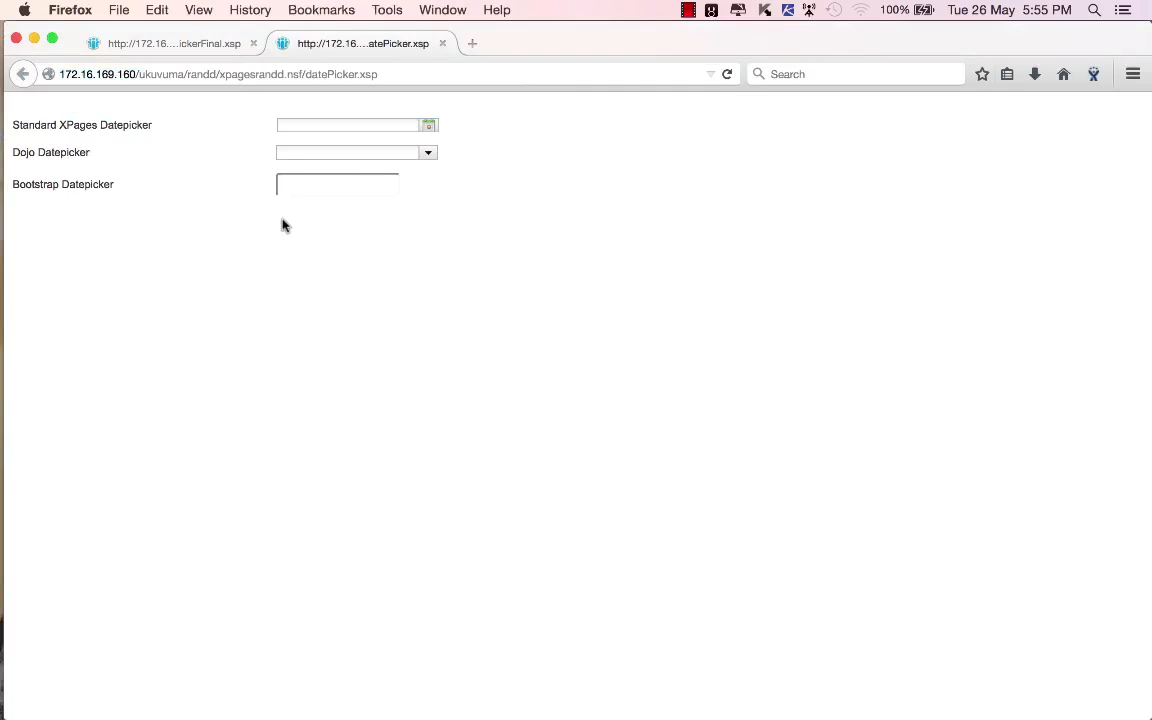 Firefox File Edit View History Bookmarks Tools Window Help 100% Tue 26 May 5:55 PM
http://172.16....ickerFinal.xsp http://172.16....atePicker.xsp
172.16.169.160/ukuvuma/randd/xpagesrandd.nsf/datePicker.xsp Search
Standard XPages Datepicker
Dojo Datepicker
Bootstrap Datepicker